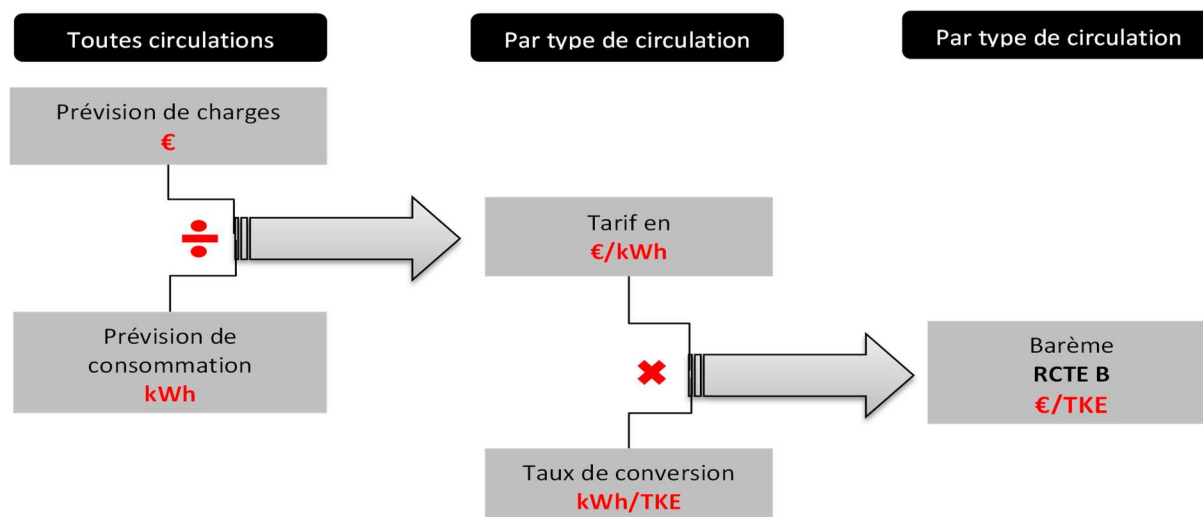 Toutes circulations
Par type de circulation
Par type de circulation
Prévision de charges
€
Prévision de
consommation
kWh
Tarif en
€/kWh
Taux de conversion
kWh/TKE
Barème
RCTE B
€/TKE